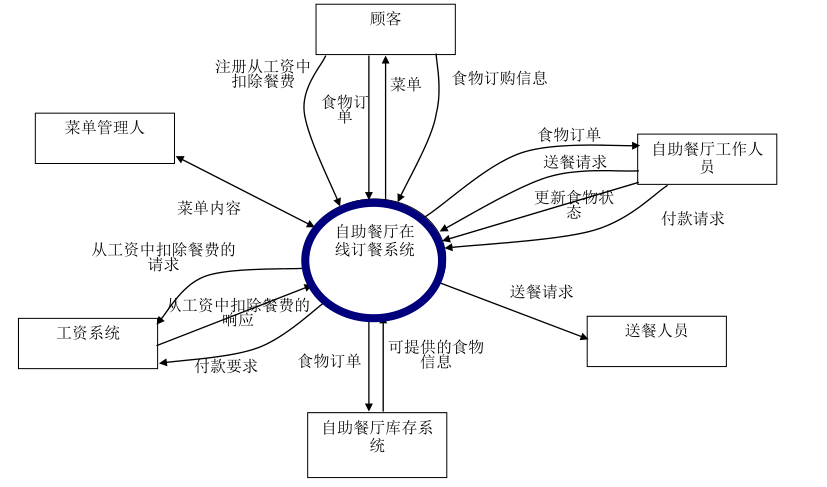 顾客
注册从工资中
扣除餐费
食物订
单
菜单
食物订购信息
菜单管理人
食物订单
自助餐厅工作人
员
送餐请求
更新食物状
态
付款请求
菜单内容
自助餐厅在
线订餐系统
从工资中扣除餐费的
请求
从工资中扣除餐费的
响应
送餐请求
工资系统
送餐人员
付款要求
食物订单
可提供的食物
信息
自助餐厅库存系
统